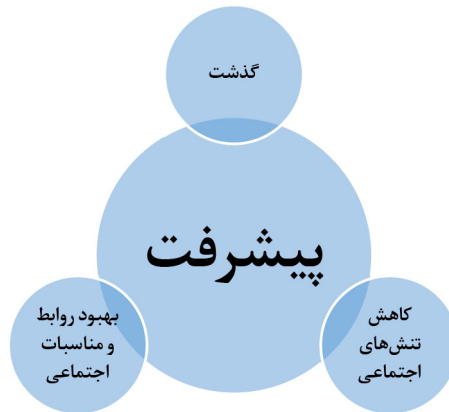 گذشت
پیشرفت
کاهش
تنش‌های
اجتماعی
بهبود روابط
و مناسبات
اجتماعی